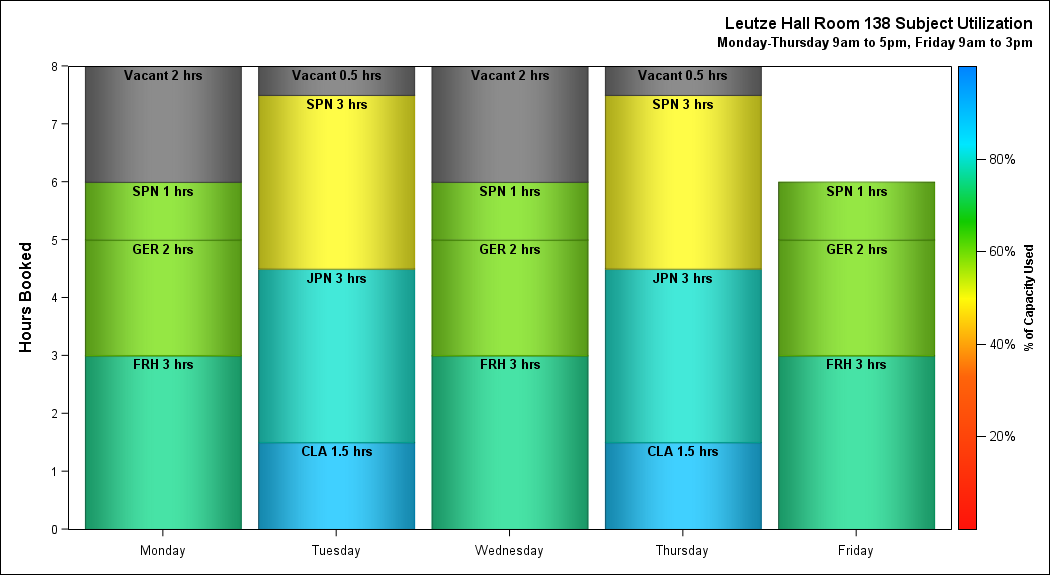 Leutze Hall Room 138 Subject Utilization
Monday-Thursday 9am to 5pm, Friday 9am to 3pm
Hours Booked
8
7
6
5
4
3
2
1
0
Vacant 2 hrs
SPN 1 hrs
GER 2 hrs
FRH 3 hrs
Vacant 0.5 hrs
SPN 3 hrs
JPN 3 hrs
CLA 1.5 hrs
Vacant 2 hrs
SPN 1 hrs
GER 2 hrs
FRH 3 hrs
Vacant 0.5 hrs
SPN 3 hrs
JPN 3 hrs
CLA 1.5 hrs
SPN 1 hrs
GER 2 hrs
FRH 3 hrs
Monday
Tuesday
Wednesday
Thursday
Friday
80%
60%
40%
20%
% of Capacity Used